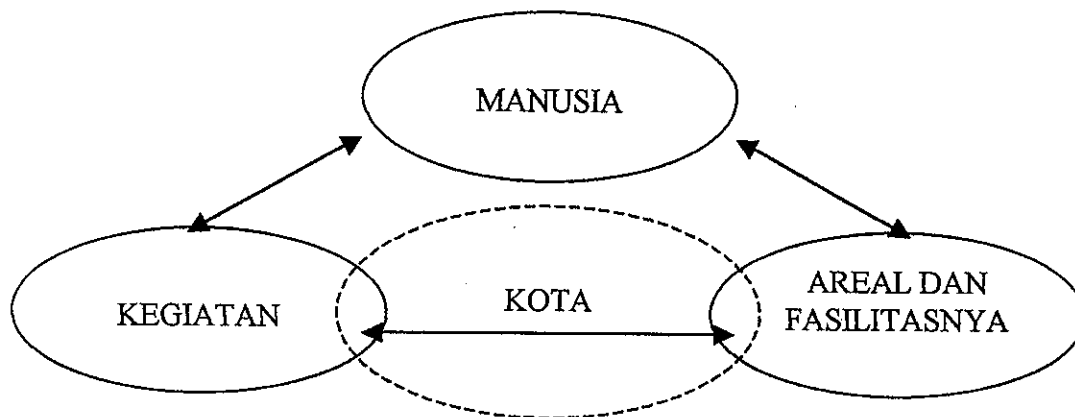 MANUSIA
KEGIATAN
KOTA
AREAL DAN
FASILITASNYA